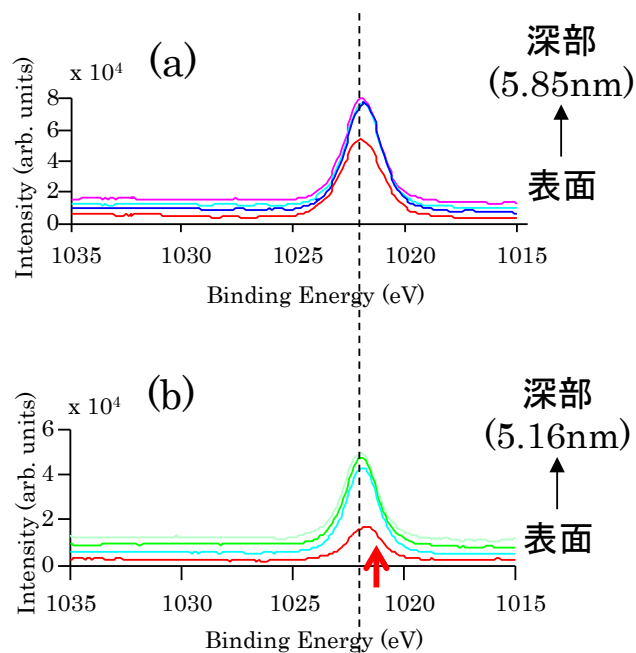 (a)
x 10⁴
Intensity (arb. units)
8
6
4
2
0
1035
1030
1025
1020
1015
Binding Energy (eV)
深部
(5.85nm)
表面
(b)
x 10⁴
Intensity (arb. units)
6
4
2
0
1035
1030
1025
1020
1015
Binding Energy (eV)
深部
(5.16nm)
表面